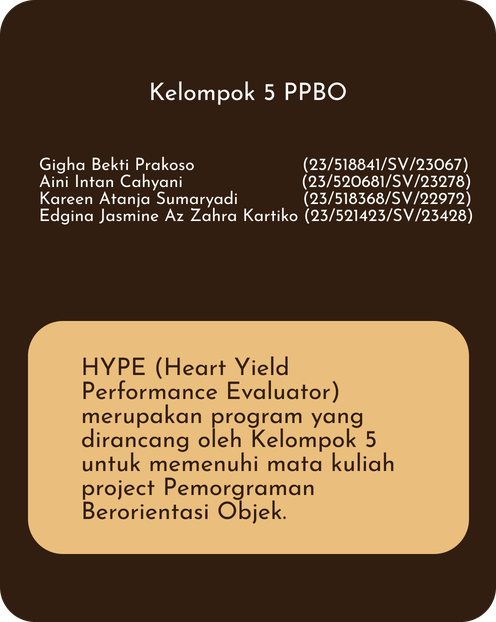 Kelompok 5 PPBO
Gigha Bekti Prakoso (23/518841/SV/23067)
Aini Intan Cahyani (23/520681/SV/23278)
Kareen Atanja Sumaryadi (23/518368/SV/22972)
Edgina Jasmine Az Zahra Kartiko (23/521423/SV/23428)
HYPE (Heart Yield
Performance Evaluator)
merupakan program yang
dirancang oleh Kelompok 5
untuk memenuhi mata kuliah
project Pemorgraman
Berorientasi Objek.